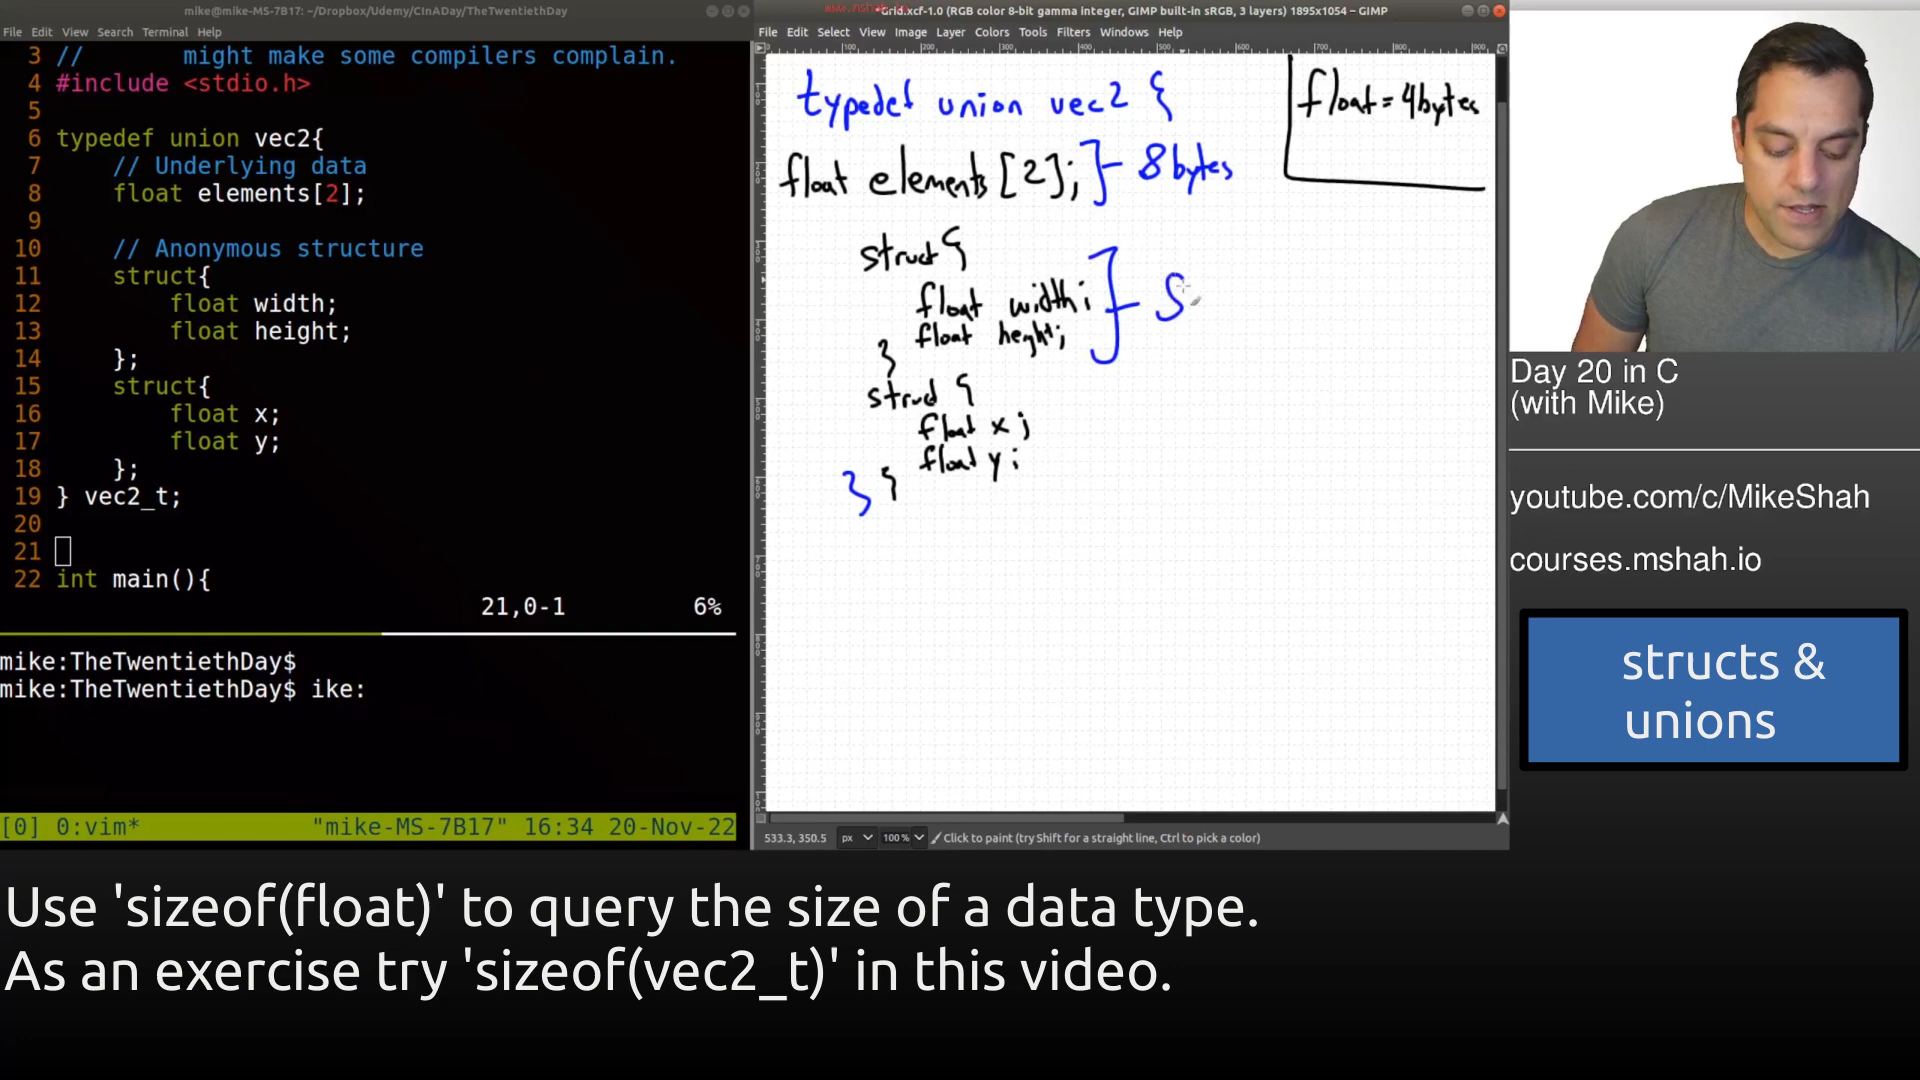 mike@mike-MS-7B17: ~/Dropbox/Udemy/CInADay/TheTwentiethDay
File Edit View Search Terminal Help
3 // might make some compilers complain.
4 #include <stdio.h>
5
6 typedef union vec2{
7 // Underlying data
8 float elements[2];
9
10 // Anonymous structure
11 struct{
12 float width;
13 float height;
14 };
15 struct{
16 float x;
17 float y;
18 };
19 } vec2_t;
20
21
22 int main(){
21,0-1 6%
mike:TheTwentiethDay$
mike:TheTwentiethDay$ ike:
[0] 0:vim* "mike-MS-7B17" 16:34 20-Nov-22
*Grid.xcf-1.0 (RGB color 8-bit gamma integer, GIMP built-in sRGB, 3 layers) 1895x1054 – GIMP
File Edit Select View Image Layer Colors Tools Filters Windows Help
typedef union vec2 {
float elements [2]; ]- 8 bytes
struct {
float width;
float heght;
}
struct {
float x;
float y;
} }
float = 4 bytes
533.3, 350.5 px 100 % Click to paint (try Shift for a straight line, Ctrl to pick a color)
Day 20 in C
(with Mike)
youtube.com/c/MikeShah
courses.mshah.io
structs &
unions
Use 'sizeof(float)' to query the size of a data type.
As an exercise try 'sizeof(vec2_t)' in this video.